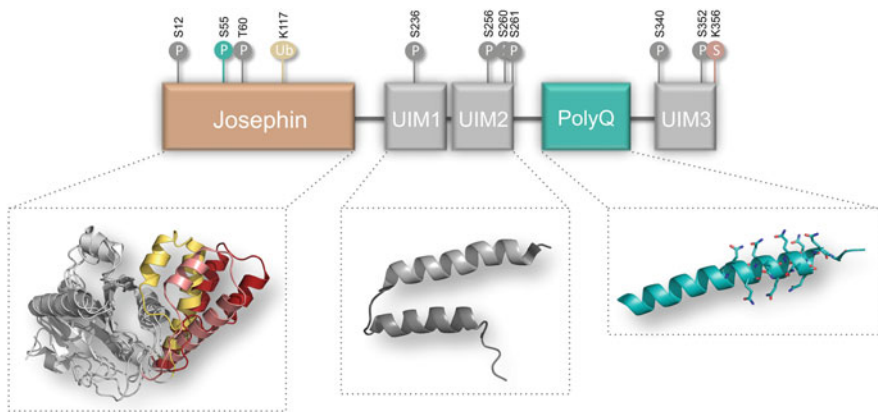 S12
S55
T60
K117
S236
S256
S260
S261
S340
S352
K356
P
P
P
Ub
P
P
P
P
P
S
Josephin
UIM1
UIM2
PolyQ
UIM3